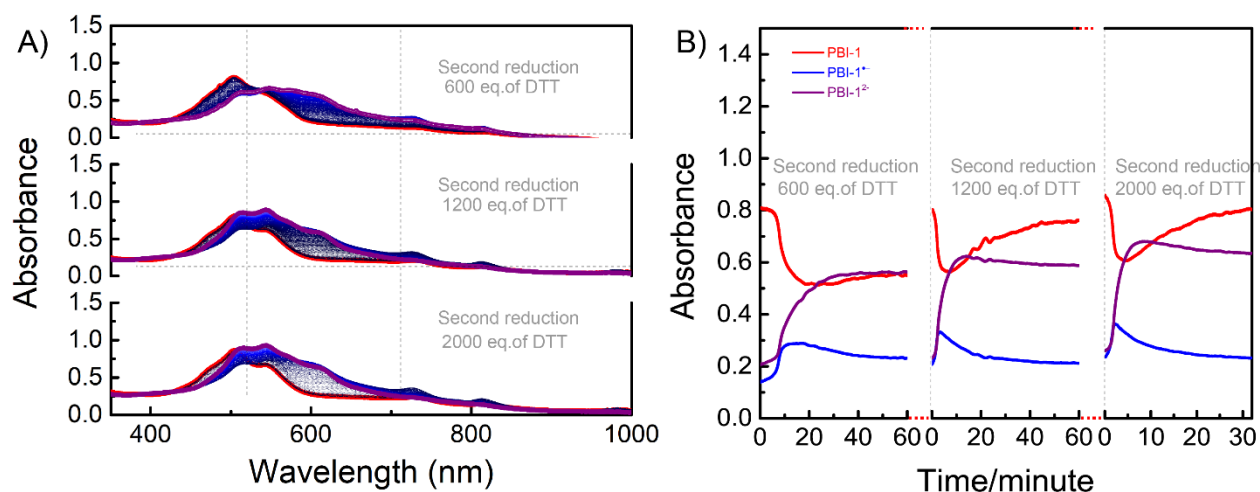 A)
1.5
1.0
0.5
0.0
Second reduction
600 eq.of DTT
1.5
1.0
0.5
0.0
Second reduction
1200 eq.of DTT
1.5
1.0
0.5
0.0
Second reduction
2000 eq.of DTT
400
600
800
1000
Wavelength (nm)
Absorbance
B)
1.4
1.2
1.0
0.8
0.6
0.4
0.2
0.0
PBI-1
PBI-1•−
PBI-1²⁻
Second reduction
600 eq.of DTT
Second reduction
1200 eq.of DTT
Second reduction
2000 eq.of DTT
0 20 40 60
0 20 40 60
0 10 20 30
Time/minute
Absorbance